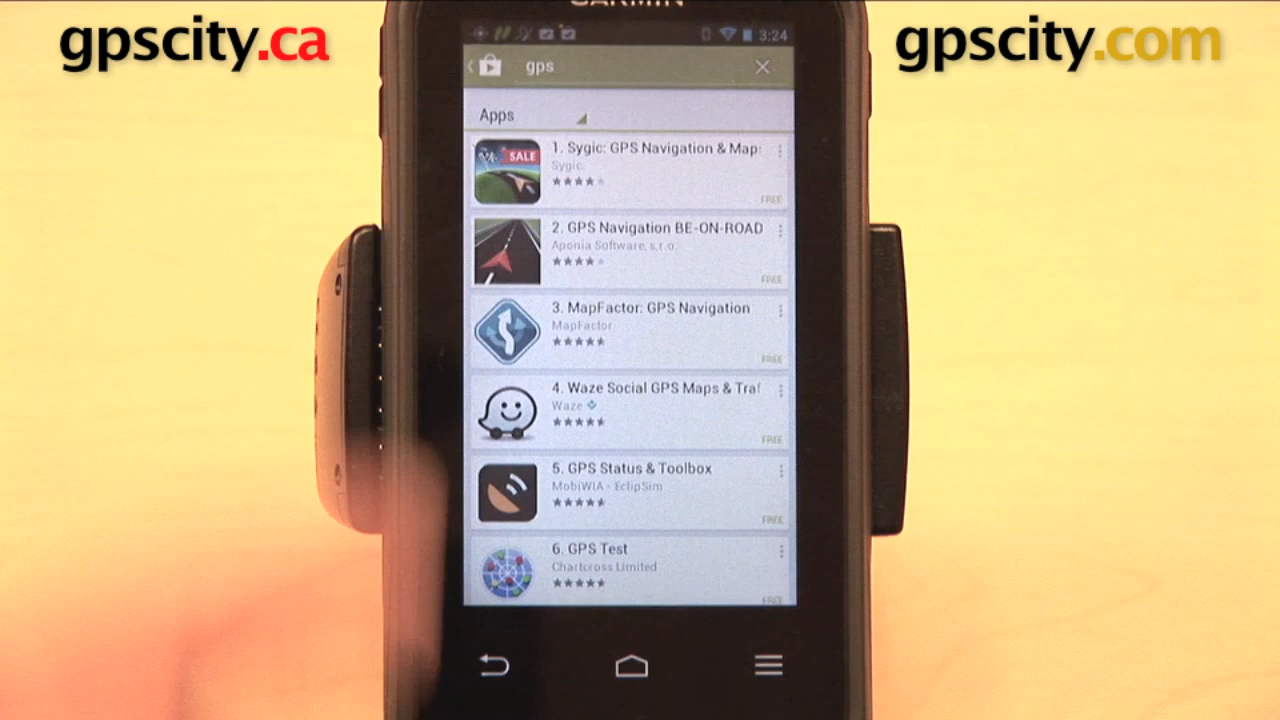 gpscity.ca
GARMIN
gpscity.com
3:24
gps
Apps
SALE
1. Sygic: GPS Navigation & Map:
Sygic.
FREE
2. GPS Navigation BE-ON-ROAD
Aponia Software, s.r.o.
FREE
3. MapFactor: GPS Navigation
MapFactor
FREE
4. Waze Social GPS Maps & Traf
Waze
FREE
5. GPS Status & Toolbox
MobiWIA - EclipSim
FREE
6. GPS Test
Chartcross Limited
FREE